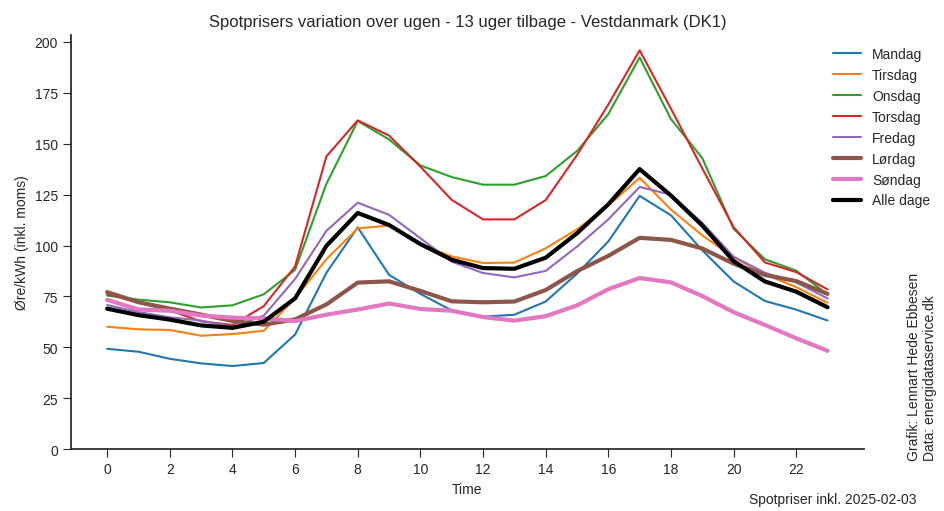 Spotprisers variation over ugen - 13 uger tilbage - Vestdanmark (DK1)
Øre/kWh (inkl. moms)
200
175
150
125
100
75
50
25
0
0 2 4 6 8 10 12 14 16 18 20 22
Time
Mandag
Tirsdag
Onsdag
Torsdag
Fredag
Lørdag
Søndag
Alle dage
Grafik: Lennart Hede Ebbesen
Data: energidataservice.dk
Spotpriser inkl. 2025-02-03